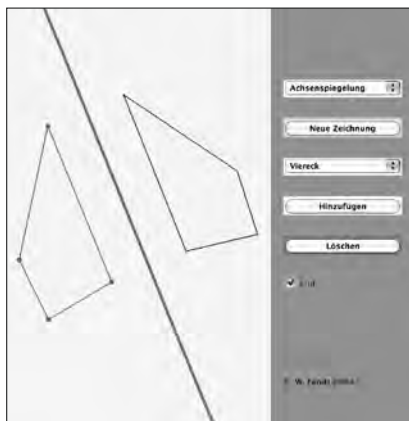 Achsenspiegelung
Neue Zeichnung
Viereck
Hinzufügen
Löschen